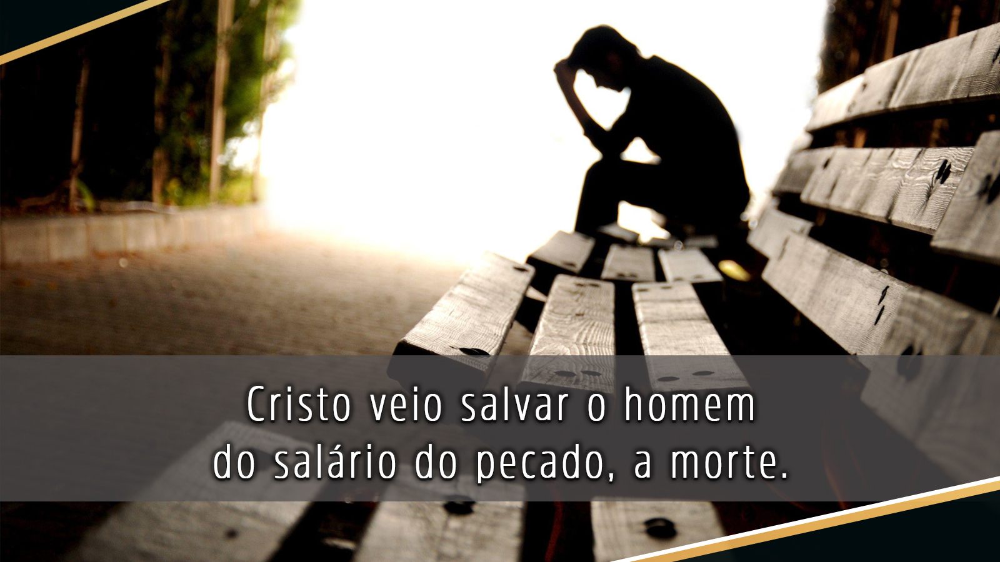 Cristo veio salvar o homem
do salário do pecado, a morte.